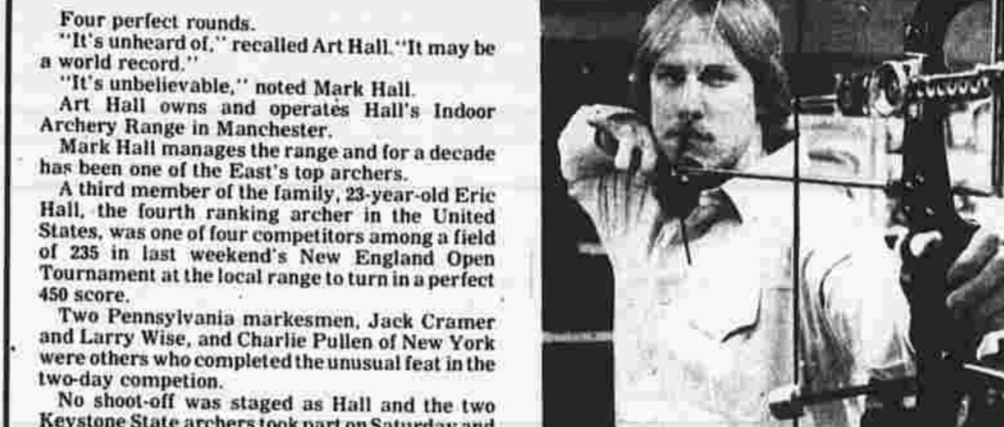 Four perfect rounds.
"It's unheard of," recalled Art Hall. "It may be
a world record."
"It's unbelievable," noted Mark Hall.
Art Hall owns and operates Hall's Indoor
Archery Range in Manchester.
Mark Hall manages the range and for a decade
has been one of the East's top archers.
A third member of the family, 23-year-old Eric
Hall, the fourth ranking archer in the United
States, was one of four competitors among a field
of 235 in last weekend's New England Open
Tournament at the local range to turn in a perfect
450 score.
Two Pennsylvania markesmen, Jack Cramer
and Larry Wise, and Charlie Pullen of New York
were others who completed the unusual feat in the
two-day competion.
No shoot-off was staged as Hall and the two
Keystone State archers took part on Saturday and